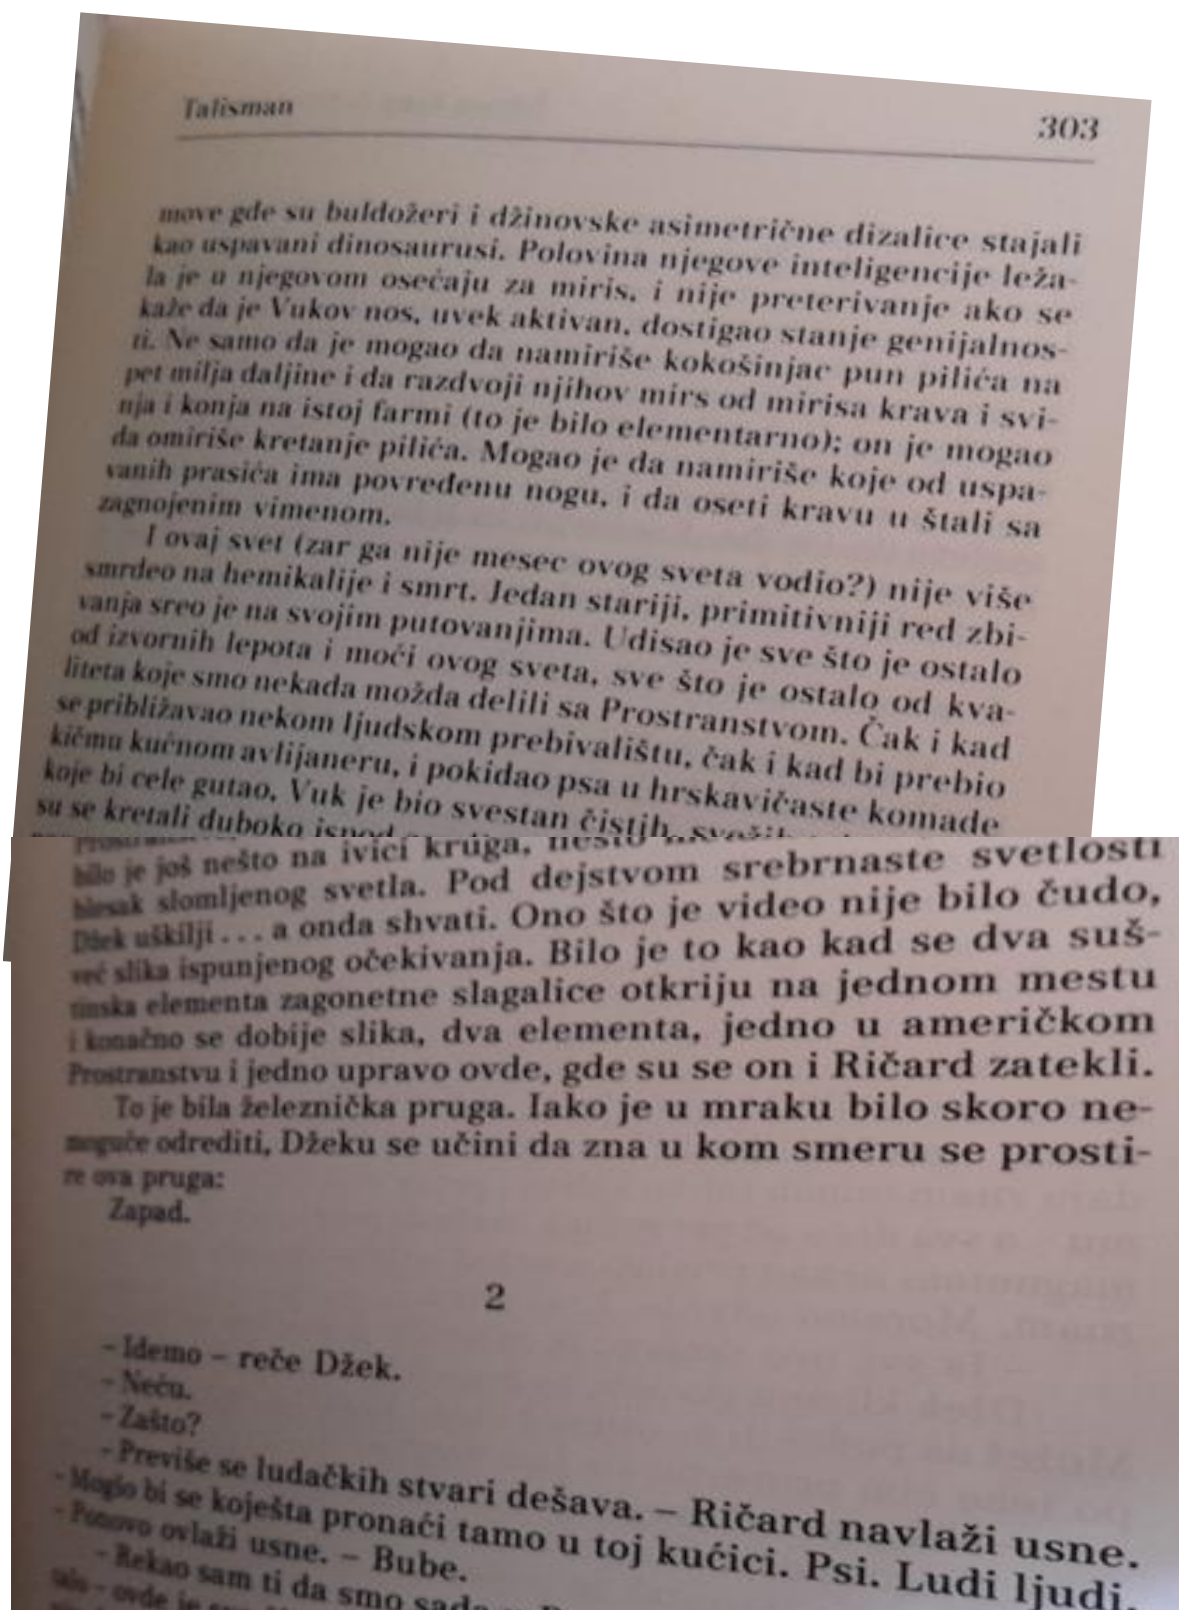 Talisman
303
move gde su buldožeri i džinovske asimetrične dizalice stajali
kao uspavani dinosaurusi. Polovina njegove inteligencije leža-
la je u njegovom osećaju za miris, i nije preterivanje ako se
kaže da je Vukov nos, uvek aktivan, dostigao stanje genijalnos-
ti. Ne samo da je mogao da namiriše kokošinjac pun pilića na
pet milja daljine i da razdvoji njihov mirs od mirisa krava i svi-
nja i konja na istoj farmi (to je bilo elementarno); on je mogao
da omiriše kretanje pilića. Mogao je da namiriše koje od uspa-
vanih prasića ima povređenu nogu, i da oseti kravu u štali sa
zagnojenim vimenom.
I ovaj svet (zar ga nije mesec ovog sveta vodio?) nije više
smrdeo na hemikalije i smrt. Jedan stariji, primitivniji red zbi-
vanja sreo je na svojim putovanjima. Udisao je sve što je ostalo
od izvornih lepota i moći ovog sveta, sve što je ostalo od kva-
liteta koje smo nekada možda delili sa Prostranstvom. Čak i kad
se približavao nekom ljudskom prebivalištu, čak i kad bi prebio
kičmu kućnom avlijaneru, i pokidao psa u hrskavičaste komade
koje bi cele gutao, Vuk je bio svestan čistih, svežih
su se kretali duboko ispod
bilo je još nešto na ivici kruga, nešto
blesak slomljenog svetla. Pod dejstvom srebrnaste svetlosti
Džek uškilji . . . a onda shvati. Ono što je video nije bilo čudo,
već slika ispunjenog očekivanja. Bilo je to kao kad se dva suš-
tinska elementa zagonetne slagalice otkriju na jednom mestu
i konačno se dobije slika, dva elementa, jedno u američkom
Prostranstvu i jedno upravo ovde, gde su se on i Ričard zatekli.
To je bila železnička pruga. Iako je u mraku bilo skoro ne-
moguće odrediti, Džeku se učini da zna u kom smeru se prosti-
re ova pruga:
Zapad.
2
– Idemo – reče Džek.
– Neću.
– Zašto?
– Previše se ludačkih stvari dešava. – Ričard navlaži usne.
– Moglo bi se koješta pronaći tamo u toj kućici. Psi. Ludi ljudi.
– Ponovo ovlaži usne. – Bube.
– Rekao sam ti da smo sada
– ovde je